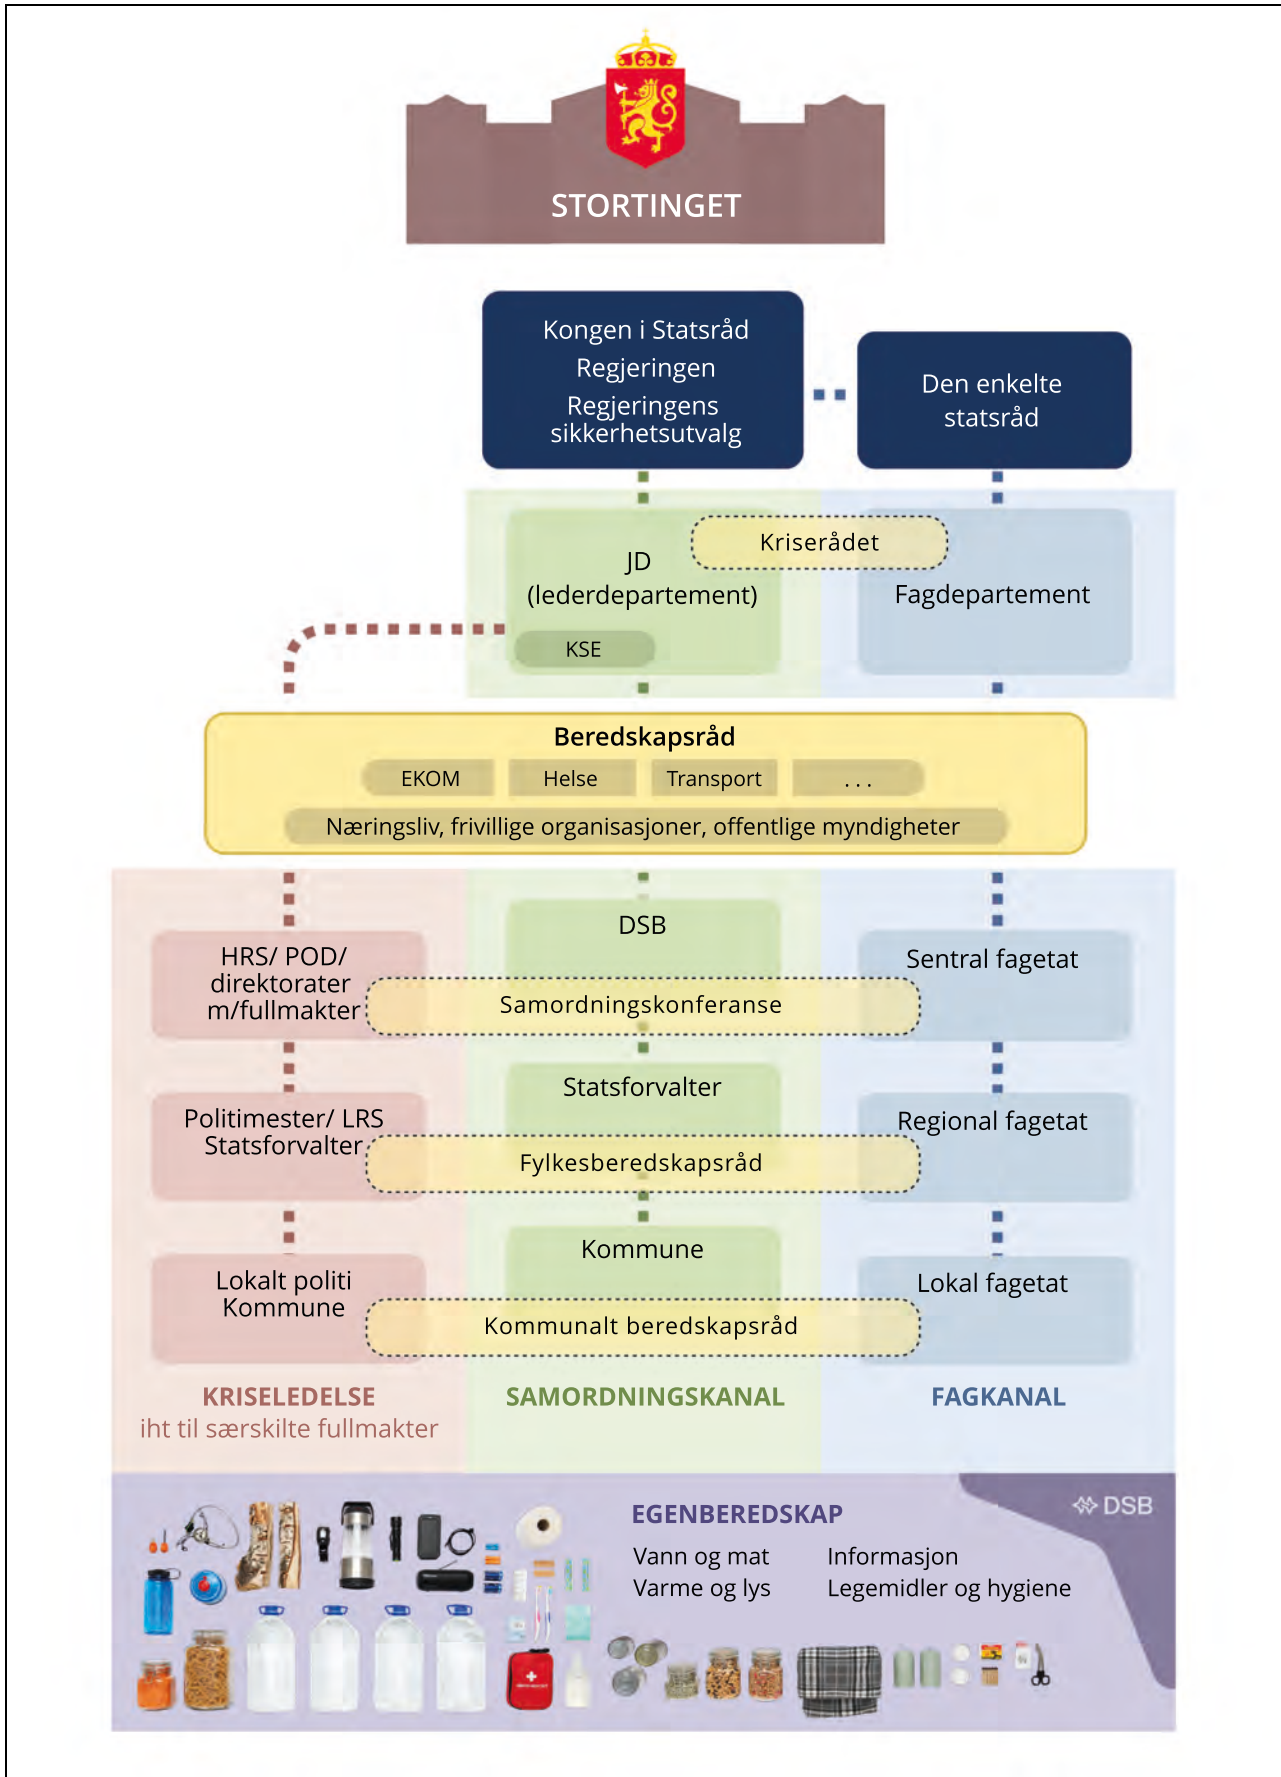 STORTINGET
Kongen i Statsråd
Regjeringen
Regjeringens
sikkerhetsutvalg
Den enkelte
statsråd
Kriserådet
JD
(lederdepartement)
Fagdepartement
KSE
Beredskapsråd
EKOM Helse Transport ...
Næringsliv, frivillige organisasjoner, offentlige myndigheter
HRS/ POD/
direktorater
m/fullmakter
DSB
Sentral fagetat
Samordningskonferanse
Politimester/ LRS
Statsforvalter
Statsforvalter
Regional fagetat
Fylkesberedskapsråd
Lokalt politi
Kommune
Kommune
Lokal fagetat
Kommunalt beredskapsråd
KRISELEDELSE
iht til særskilte fullmakter
SAMORDNINGSKANAL
FAGKANAL
EGENBEREDSKAP
DSB
Vann og mat Informasjon
Varme og lys Legemidler og hygiene